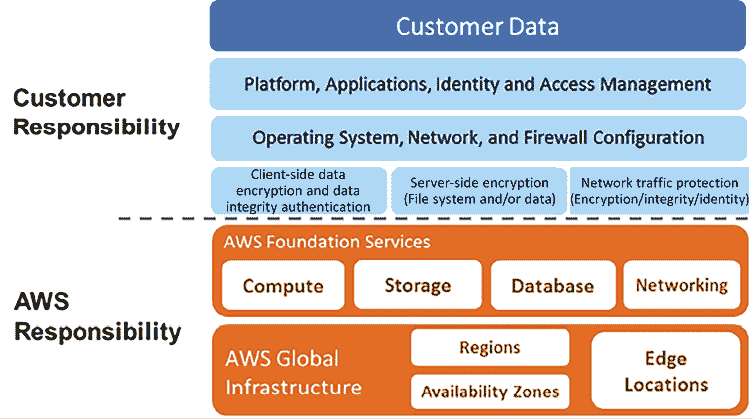 Customer Data
Customer
Responsibility
Platform, Applications, Identity and Access Management
Operating System, Network, and Firewall Configuration
Client-side data
encryption and data
integrity authentication
Server-side encryption
(File system and/or data)
Network traffic protection
(Encryption/integrity/identity)
AWS
Responsibility
AWS Foundation Services
Compute
Storage
Database
Networking
AWS Global
Infrastructure
Regions
Availability Zones
Edge
Locations